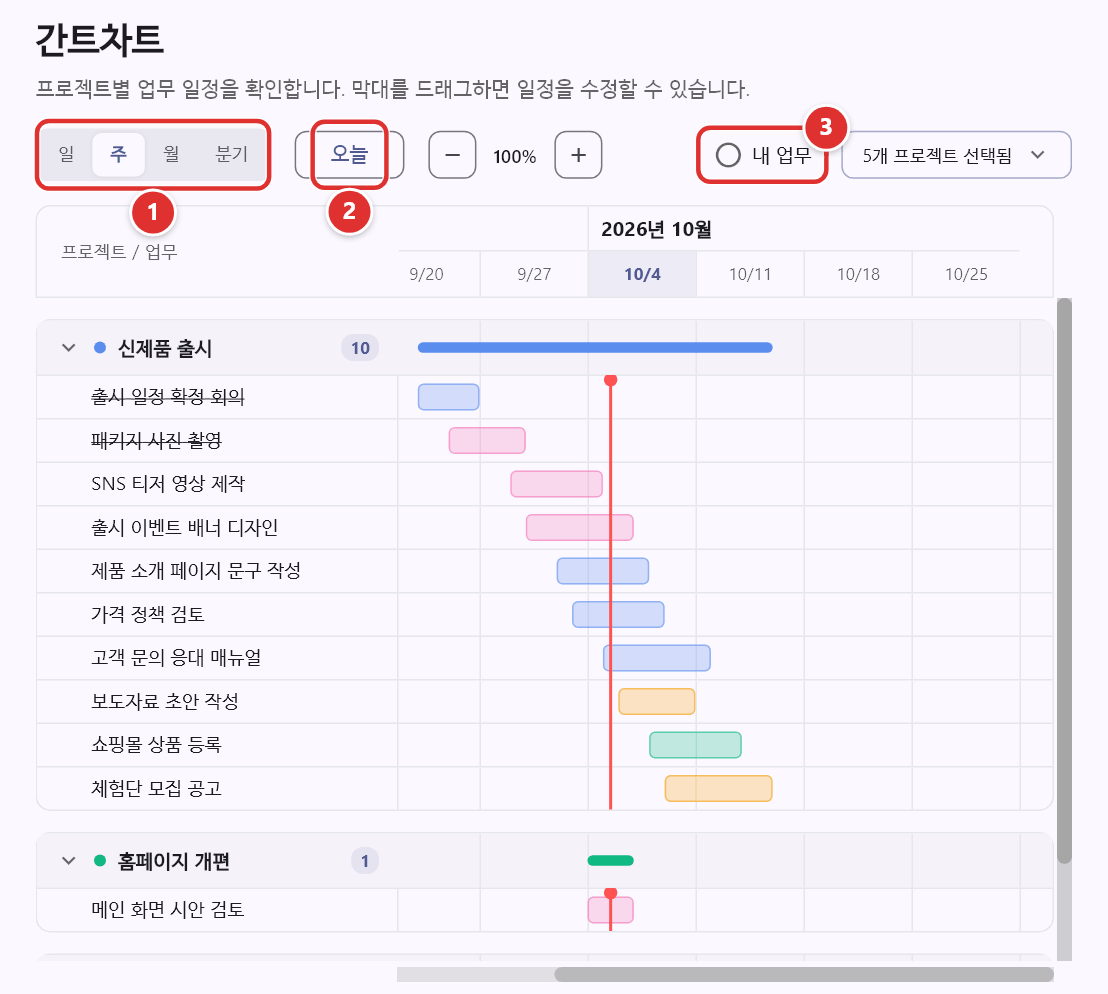 간트차트
프로젝트별 업무 일정을 확인합니다. 막대를 드래그하면 일정을 수정할 수 있습니다.
일 주 월 분기 오늘 − 100% + 내 업무 5개 프로젝트 선택됨
1 2 3
프로젝트 / 업무
2026년 10월
9/20 9/27 10/4 10/11 10/18 10/25
신제품 출시 10
출시 일정 확정 회의
패키지 사진 촬영
SNS 티저 영상 제작
출시 이벤트 배너 디자인
제품 소개 페이지 문구 작성
가격 정책 검토
고객 문의 응대 매뉴얼
보도자료 초안 작성
쇼핑몰 상품 등록
체험단 모집 공고
홈페이지 개편 1
메인 화면 시안 검토